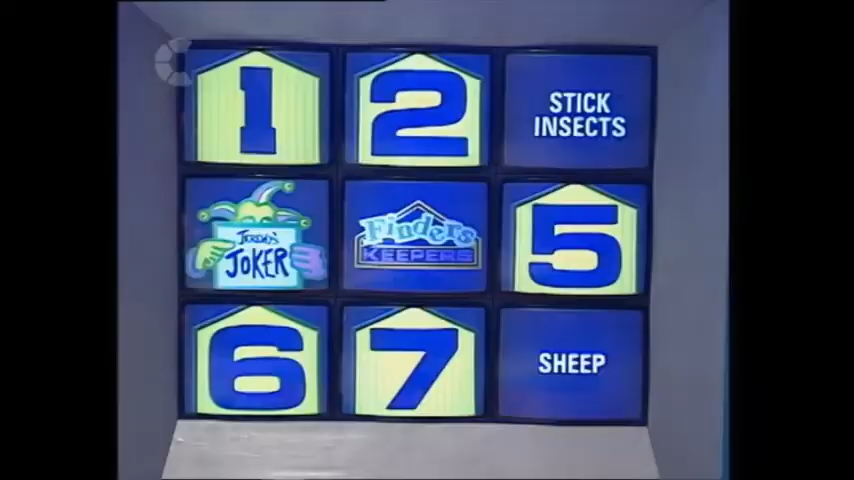 1
2
STICK
INSECTS
JOKER
Finders
KEEPERS
5
6
7
SHEEP